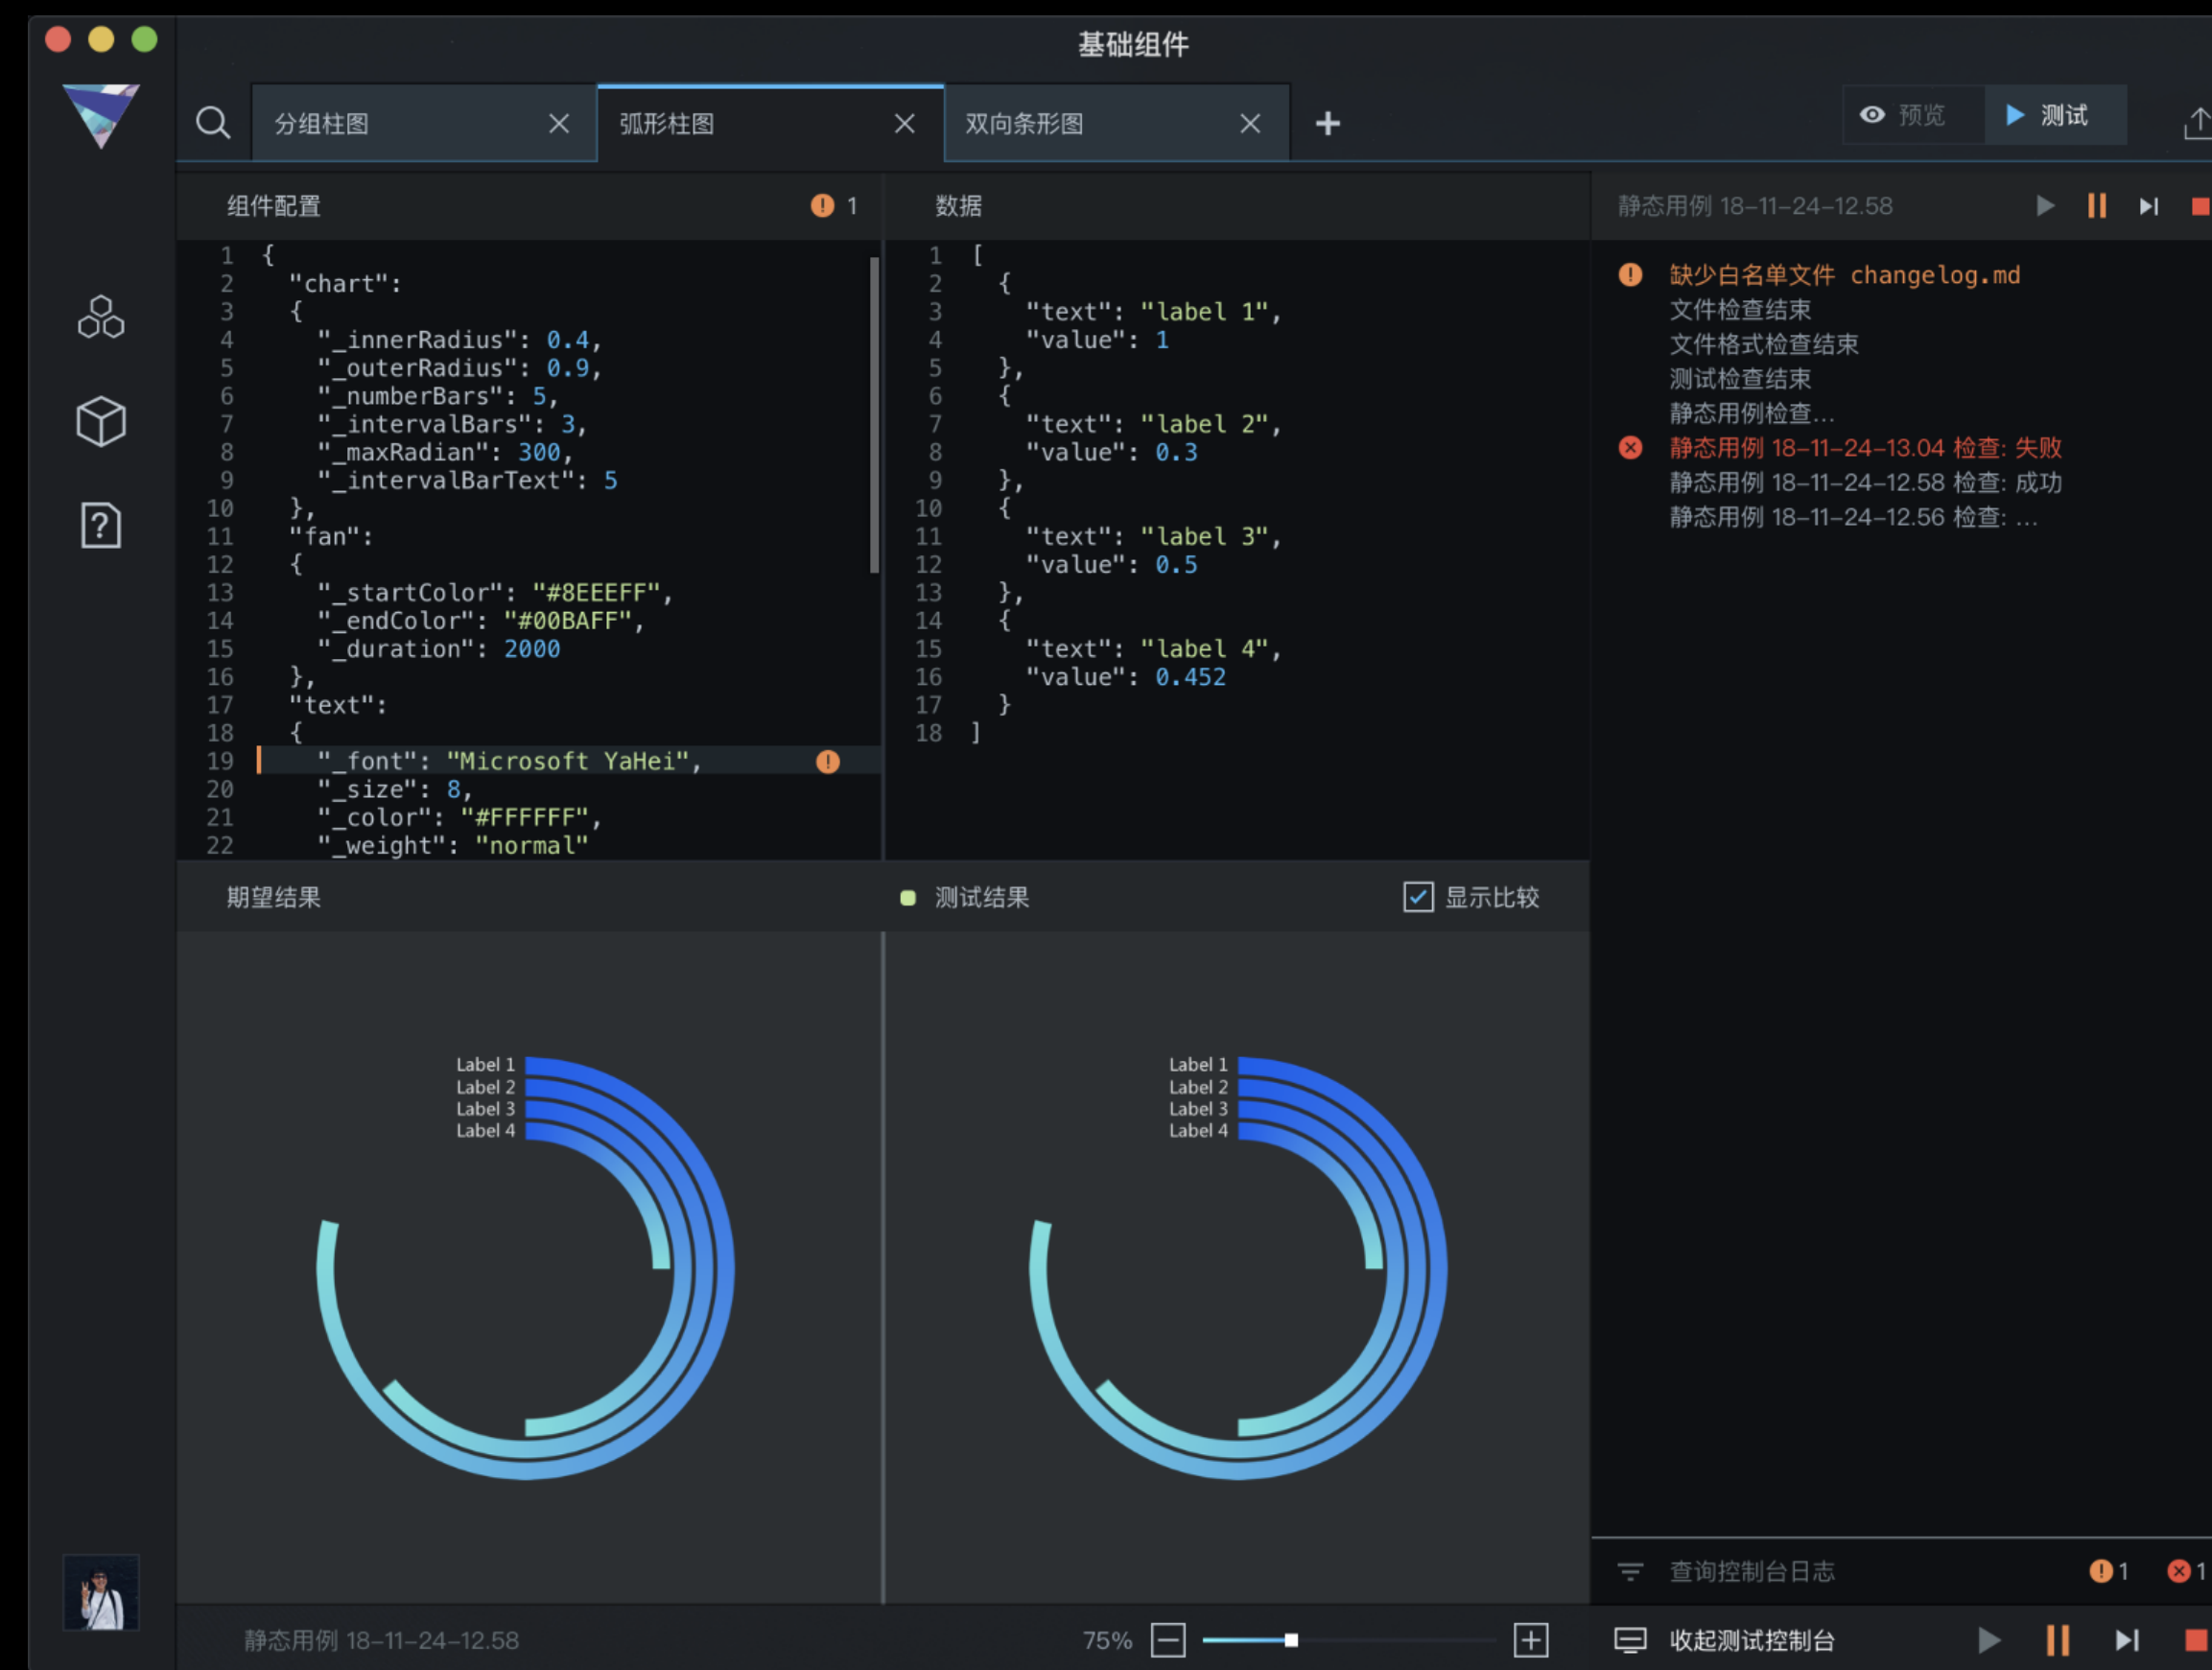 基础组件
分组柱图
弧形柱图
双向条形图
预览
测试
组件配置
1
1 {
2 "chart":
3 {
4 "_innerRadius": 0.4,
5 "_outerRadius": 0.9,
6 "_numberBars": 5,
7 "_intervalBars": 3,
8 "_maxRadian": 300,
9 "_intervalBarText": 5
10 },
11 "fan":
12 {
13 "_startColor": "#8EEEFF",
14 "_endColor": "#00BAFF",
15 "_duration": 2000
16 },
17 "text":
18 {
19 "_font": "Microsoft YaHei",
20 "_size": 8,
21 "_color": "#FFFFFF",
22 "_weight": "normal"
数据
1 [
2 {
3 "text": "label 1",
4 "value": 1
5 },
6 {
7 "text": "label 2",
8 "value": 0.3
9 },
10 {
11 "text": "label 3",
12 "value": 0.5
13 },
14 {
15 "text": "label 4",
16 "value": 0.452
17 }
18 ]
静态用例 18-11-24-12.58
缺少白名单文件 changelog.md
文件检查结束
文件格式检查结束
测试检查结束
静态用例检查...
静态用例 18-11-24-13.04 检查: 失败
静态用例 18-11-24-12.58 检查: 成功
静态用例 18-11-24-12.56 检查: ...
期望结果
Label 1
Label 2
Label 3
Label 4
测试结果
显示比较
Label 1
Label 2
Label 3
Label 4
查询控制台日志
1
1
静态用例 18-11-24-12.58
75%
收起测试控制台